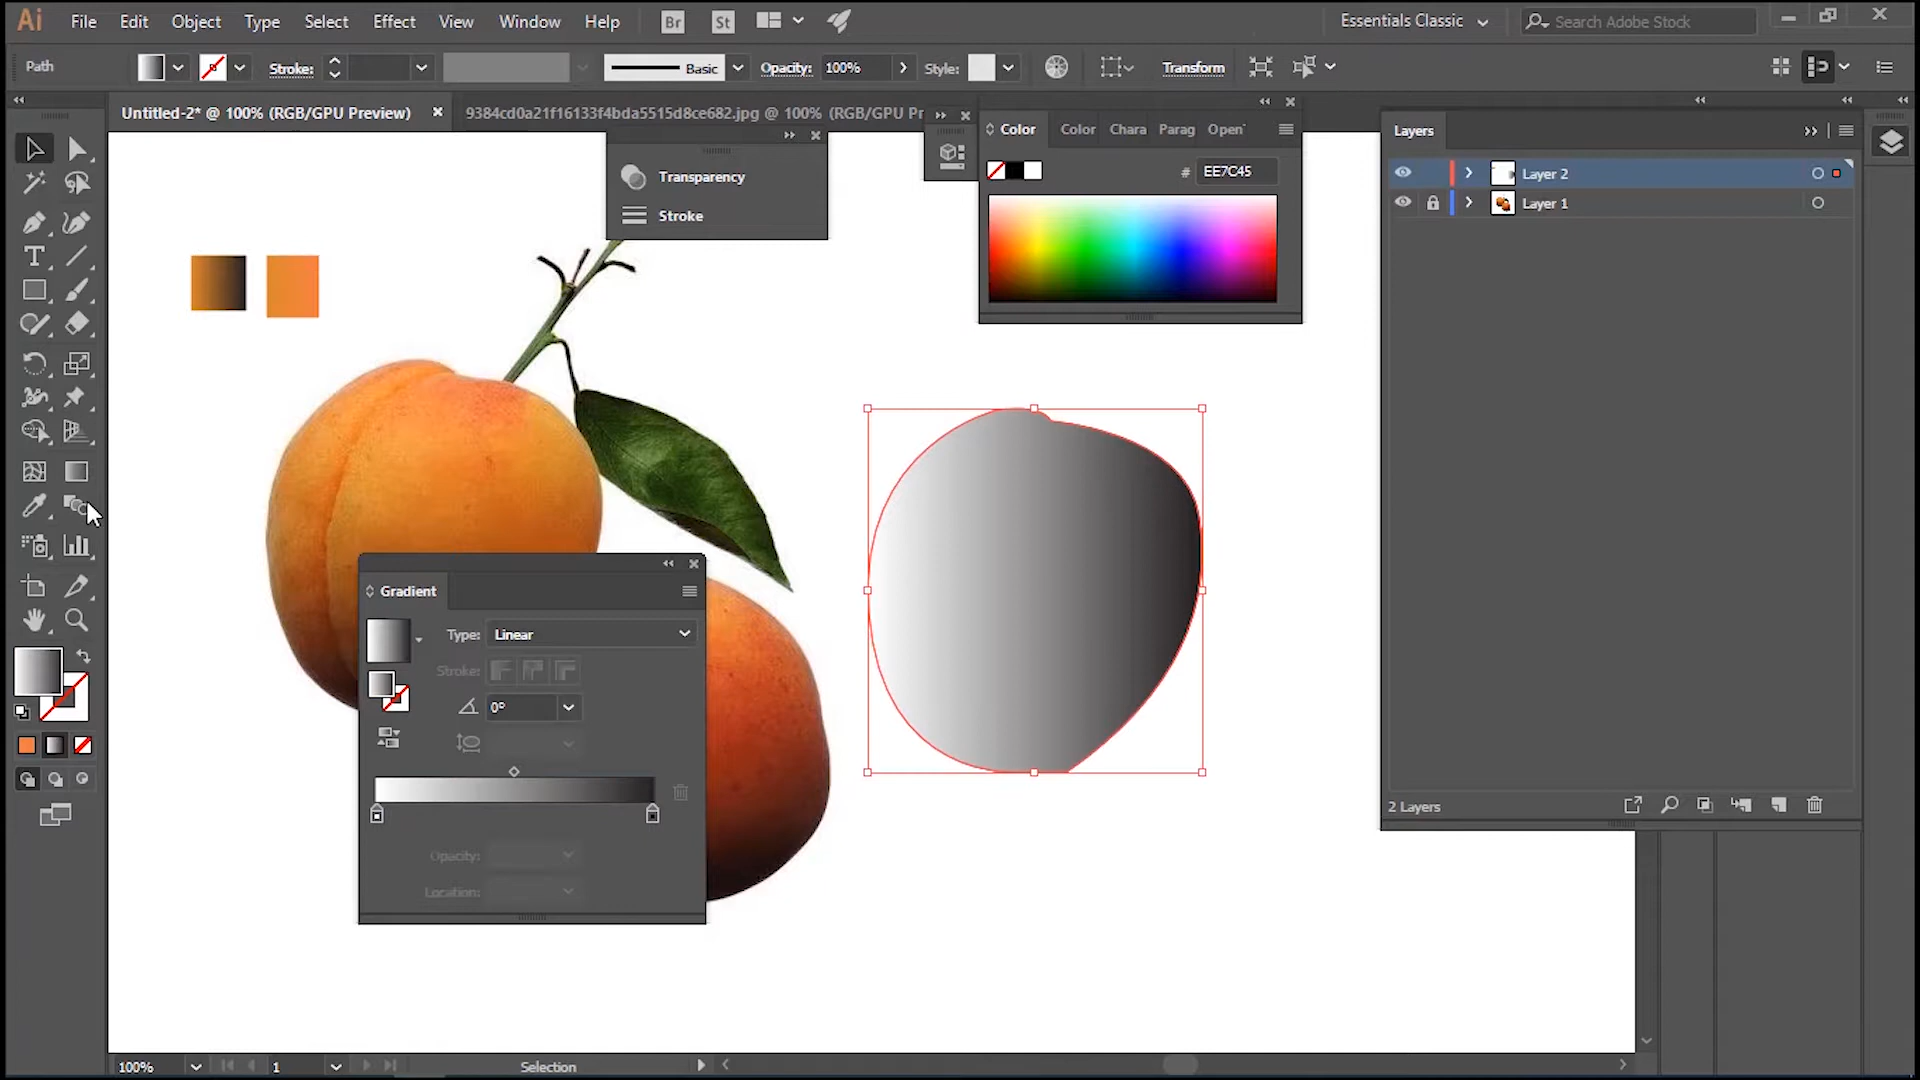 Ai File Edit Object Type Select Effect View Window Help Br St Essentials Classic Search Adobe Stock
Path Stroke: Basic Opacity: 100% Style: Transform
Untitled-2* @ 100% (RGB/GPU Preview) 9384cd0a21f16133f4bda5515d8ce682.jpg @ 100% (RGB/GPU Pr
Color Color Chara Parag Open
# EE7C45
Transparency
Stroke
Layers
Layer 2
Layer 1
2 Layers
Gradient
Type: Linear
Stroke:
0°
Opacity:
Location:
100% 1 Selection